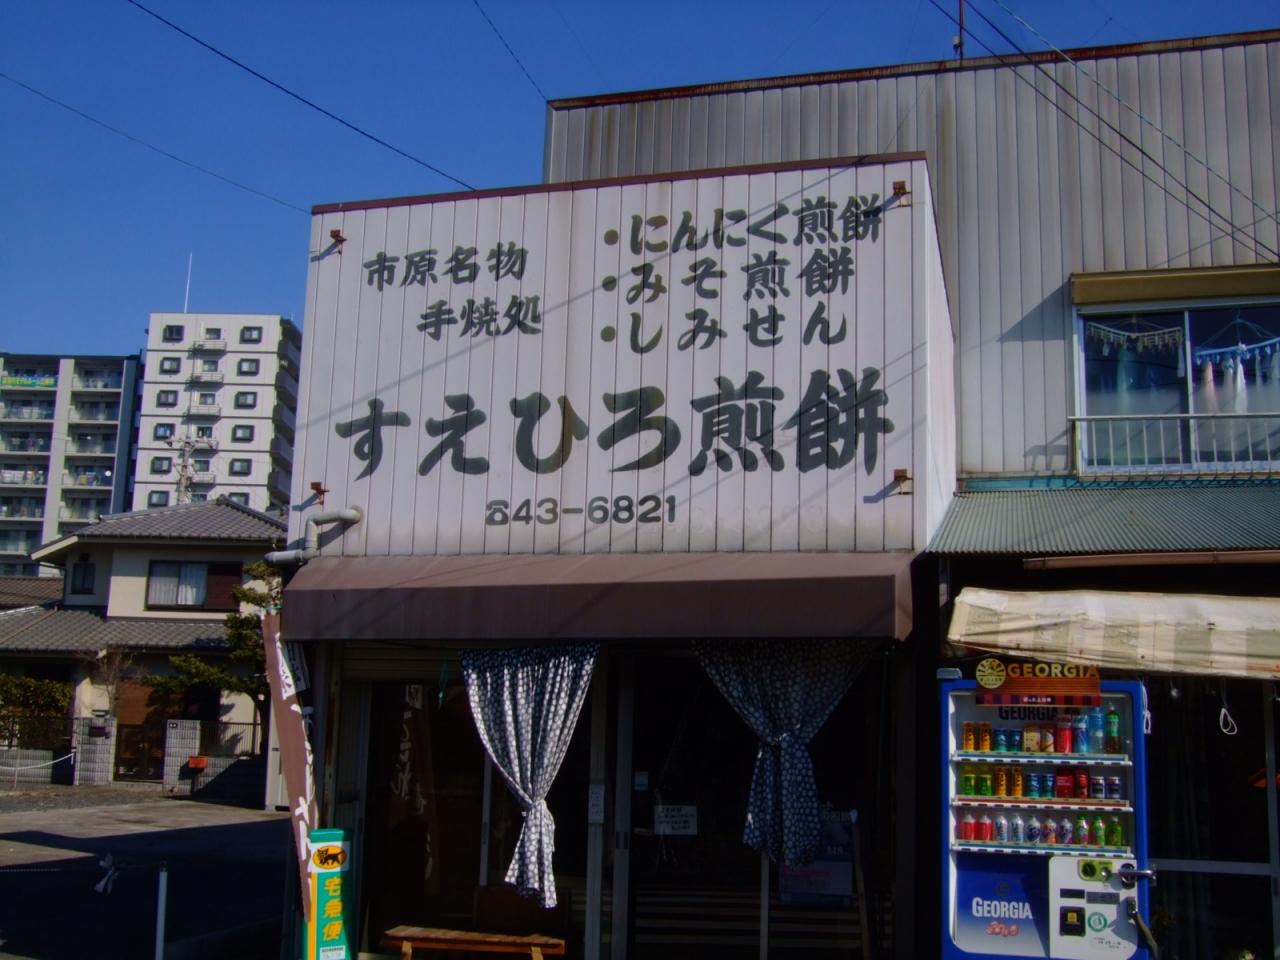 市原名物
手焼処
・にんにく煎餅
・みそ煎餅
・しみせん
すえひろ煎餅
☎43-6821
GEORGIA
GEORGIA
GEORGIA
宅急便